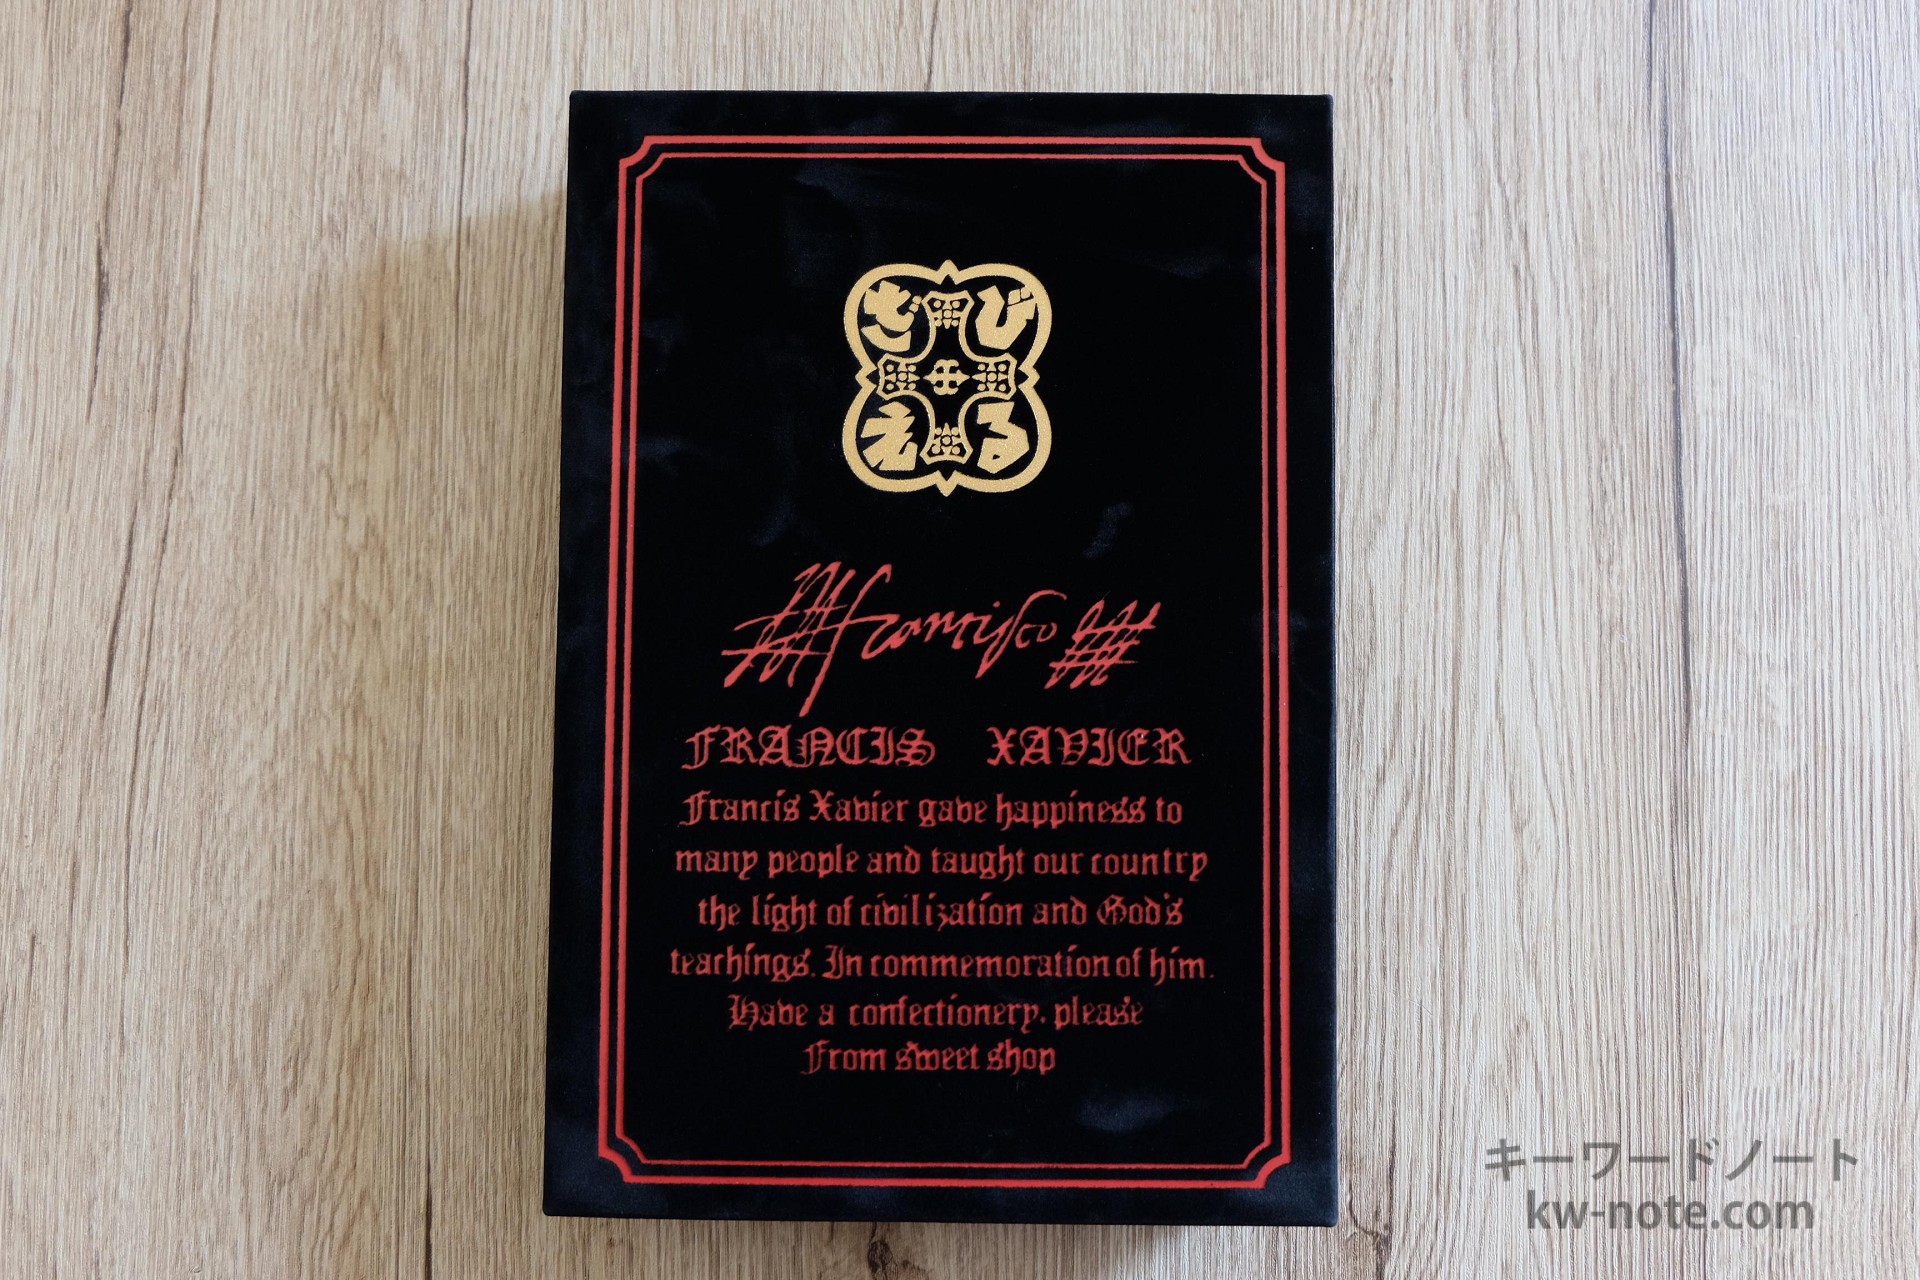 ざびえる
Francisco
FRANCIS XAVIER
Francis Xavier gave happiness to
many people and taught our country
the light of civilization and God's
teachings. In commemoration of him.
Have a confectionery. please
From sweet shop
キーワードノート
kw-note.com